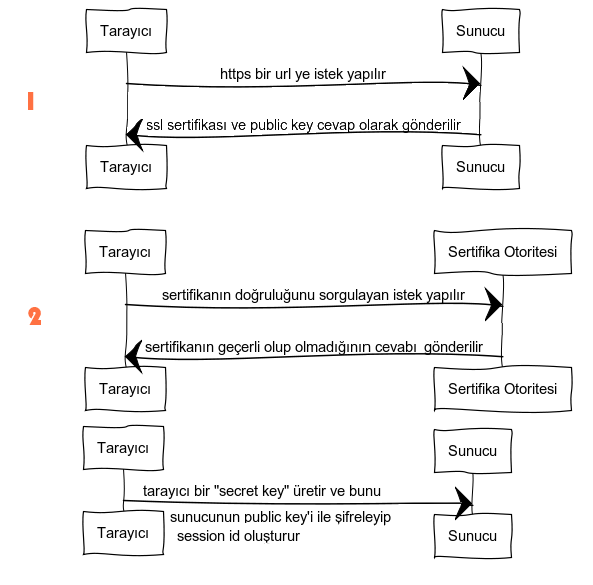 Tarayıcı Sunucu
https bir url ye istek yapılır
1
ssl sertifikası ve public key cevap olarak gönderilir
Tarayıcı Sunucu
Tarayıcı Sertifika Otoritesi
sertifikanın doğruluğunu sorgulayan istek yapılır
2
sertifikanın geçerli olup olmadığının cevabı gönderilir
Tarayıcı Sertifika Otoritesi
Tarayıcı Sunucu
tarayıcı bir "secret key" üretir ve bunu
sunucunun public key'i ile şifreleyip
Tarayıcı Sunucu
session id oluşturur